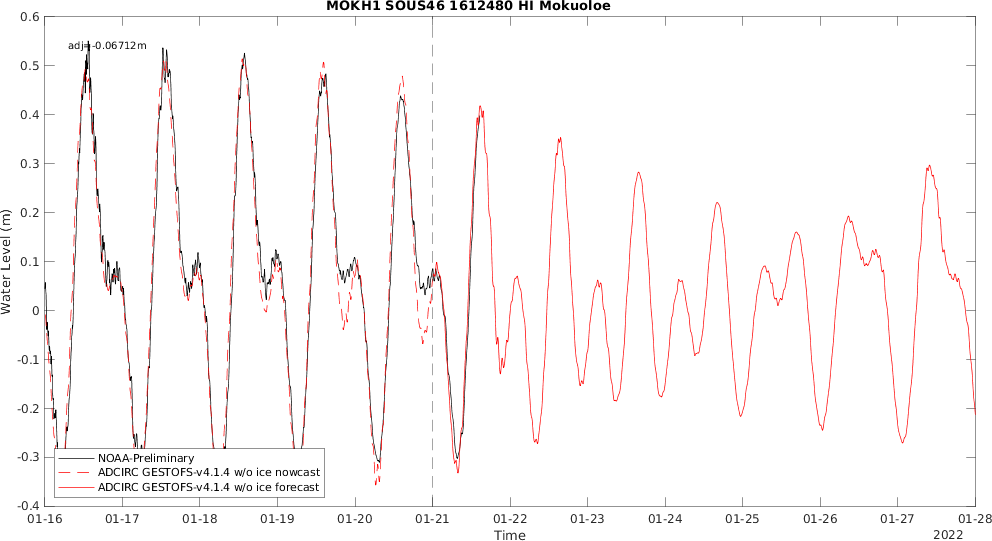 MOKH1 SOUS46 1612480 HI Mokuoloe
adj=-0.06712m
Water Level (m)
0.6
0.5
0.4
0.3
0.2
0.1
0
-0.1
-0.2
-0.3
-0.4
NOAA-Preliminary
ADCIRC GESTOFS-v4.1.4 w/o ice nowcast
ADCIRC GESTOFS-v4.1.4 w/o ice forecast
01-16 01-17 01-18 01-19 01-20 01-21 01-22 01-23 01-24 01-25 01-26 01-27 01-28
Time
2022